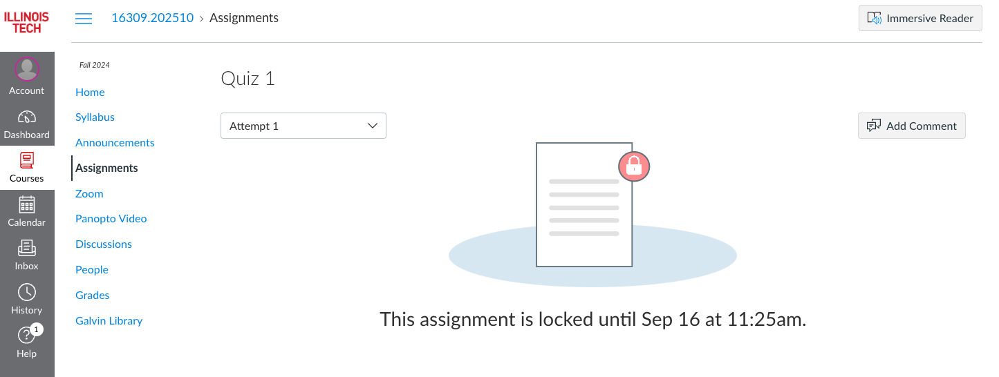 ILLINOIS
TECH
16309.202510 › Assignments
Immersive Reader
Account
Dashboard
Courses
Calendar
Inbox
History
1
Help
Fall 2024
Home
Syllabus
Announcements
Assignments
Zoom
Panopto Video
Discussions
People
Grades
Galvin Library
Quiz 1
Attempt 1
Add Comment
This assignment is locked until Sep 16 at 11:25am.